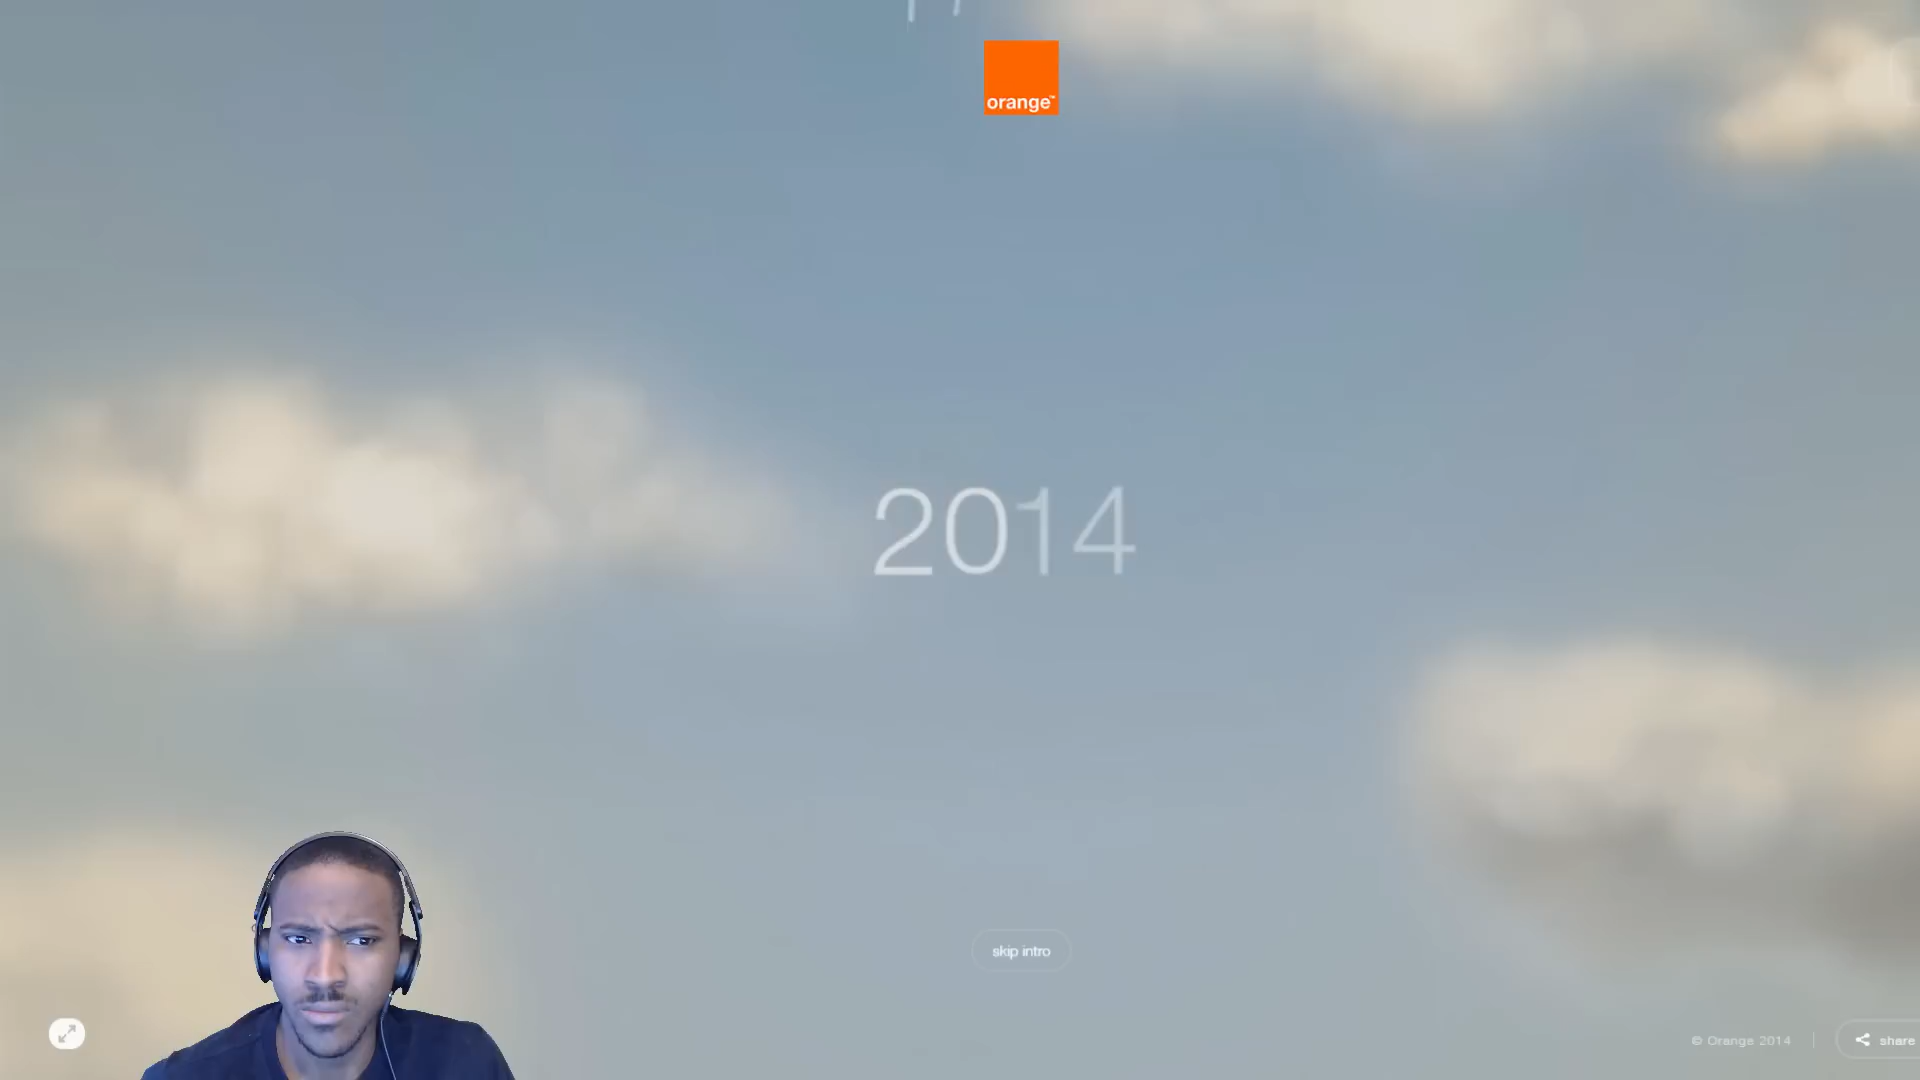 orange™
2014
skip intro
© Orange 2014
share